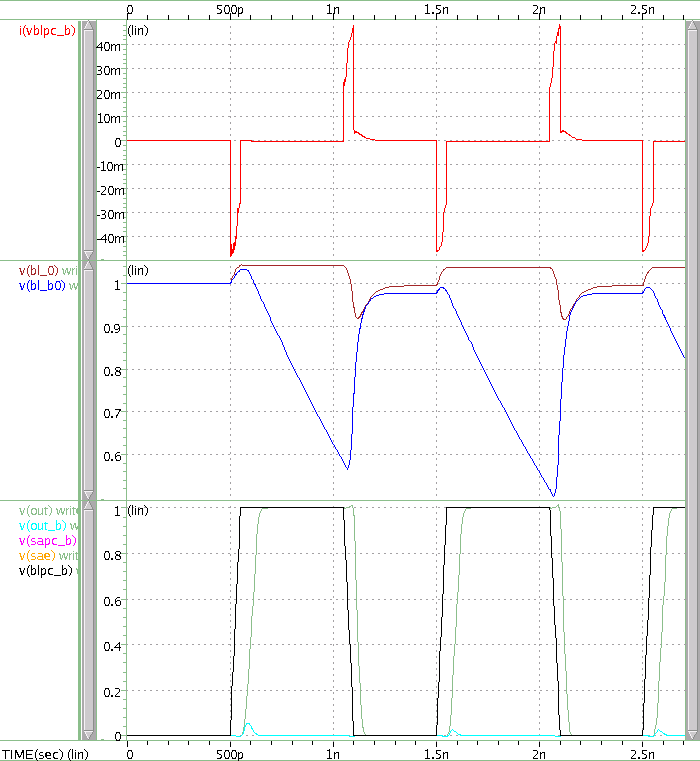 0 500p 1n 1.5n 2n 2.5n
i(vblpc_b) (lin)
40m
30m
20m
10m
0
-10m
-20m
-30m
-40m
v(bl_0) wri (lin)
v(bl_b0) w
1
0.9
0.8
0.7
0.6
v(out) write (lin)
v(out_b) w
v(sapc_b)
v(sae) writ
v(blpc_b)
1
0.8
0.6
0.4
0.2
0
TIME(sec) (lin) 0 500p 1n 1.5n 2n 2.5n